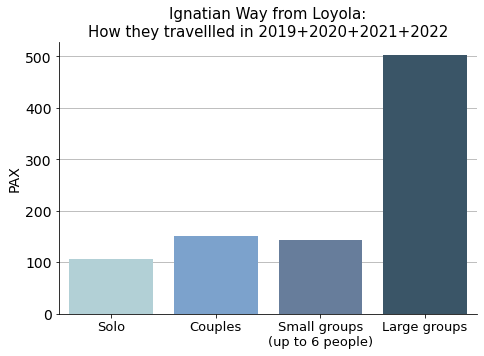 Ignatian Way from Loyola:
How they travellled in 2019+2020+2021+2022
PAX
500
400
300
200
100
0
Solo
Couples
Small groups
(up to 6 people)
Large groups